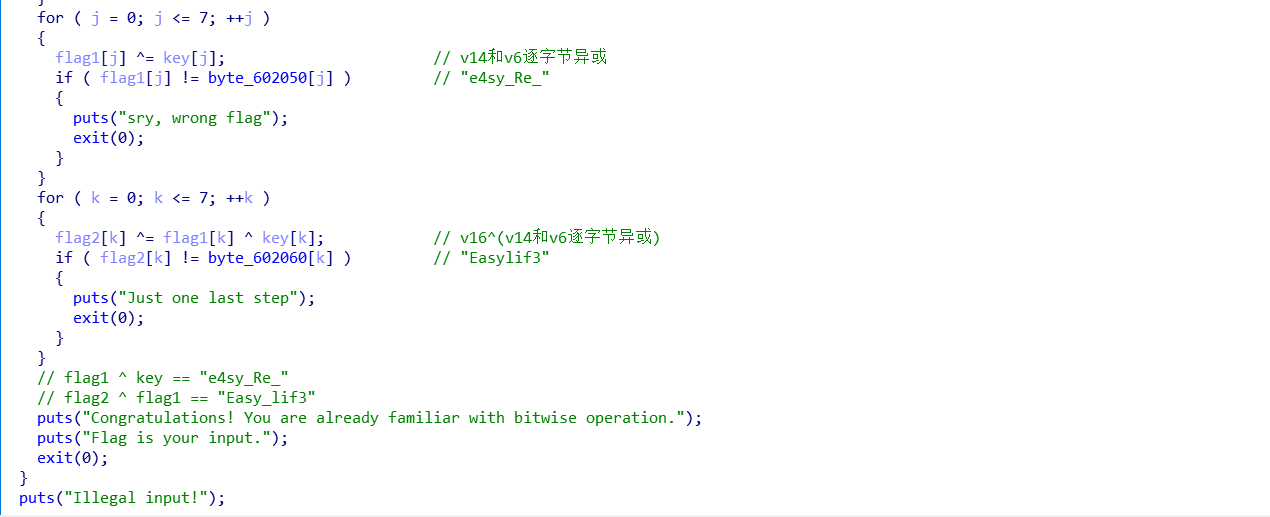 }
for ( j = 0; j <= 7; ++j )
{
flag1[j] ^= key[j]; // v14和v6逐字节异或
if ( flag1[j] != byte_602050[j] ) // "e4sy_Re_"
{
puts("sry, wrong flag");
exit(0);
}
}
for ( k = 0; k <= 7; ++k )
{
flag2[k] ^= flag1[k] ^ key[k]; // v16^(v14和v6逐字节异或)
if ( flag2[k] != byte_602060[k] ) // "Easylif3"
{
puts("Just one last step");
exit(0);
}
}
// flag1 ^ key == "e4sy_Re_"
// flag2 ^ flag1 == "Easy_lif3"
puts("Congratulations! You are already familiar with bitwise operation.");
puts("Flag is your input.");
exit(0);
}
puts("Illegal input!");